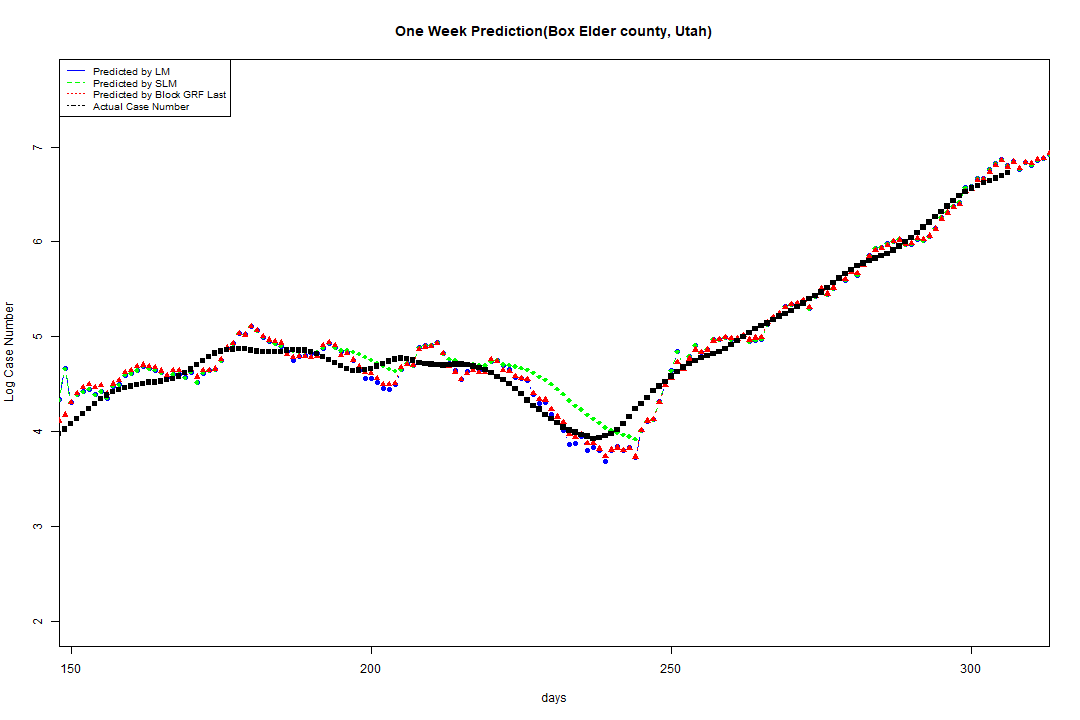 One Week Prediction(Box Elder county, Utah)
Predicted by LM
Predicted by SLM
Predicted by Block GRF Last
Actual Case Number
7
6
5
4
3
2
Log Case Number
150 200 250 300
days